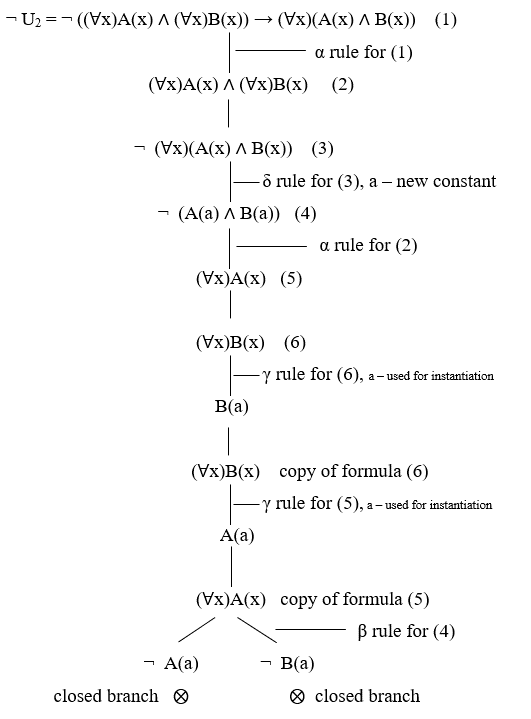 ¬ U₂ = ¬ ((∀x)A(x) ∧ (∀x)B(x)) → (∀x)(A(x) ∧ B(x)) (1)
α rule for (1)
(∀x)A(x) ∧ (∀x)B(x) (2)
¬ (∀x)(A(x) ∧ B(x)) (3)
δ rule for (3), a – new constant
¬ (A(a) ∧ B(a)) (4)
α rule for (2)
(∀x)A(x) (5)
(∀x)B(x) (6)
γ rule for (6), a – used for instantiation
B(a)
(∀x)B(x) copy of formula (6)
γ rule for (5), a – used for instantiation
A(a)
(∀x)A(x) copy of formula (5)
β rule for (4)
¬ A(a) ¬ B(a)
closed branch ⊗ ⊗ closed branch